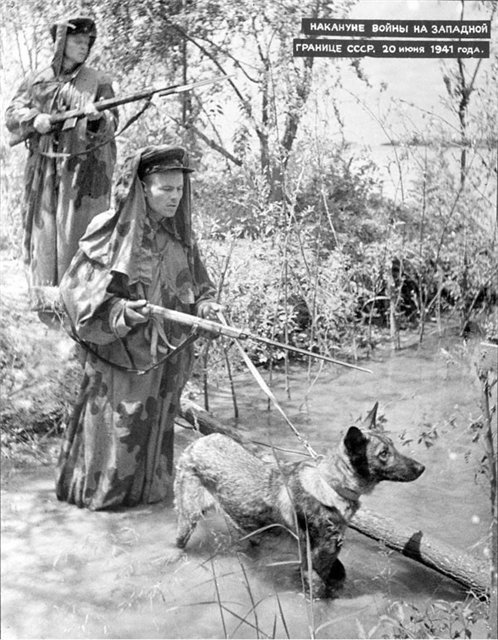 НАКАНУНЕ ВОЙНЫ НА ЗАПАДНОЙ
ГРАНИЦЕ СССР. 20 июня 1941 года.